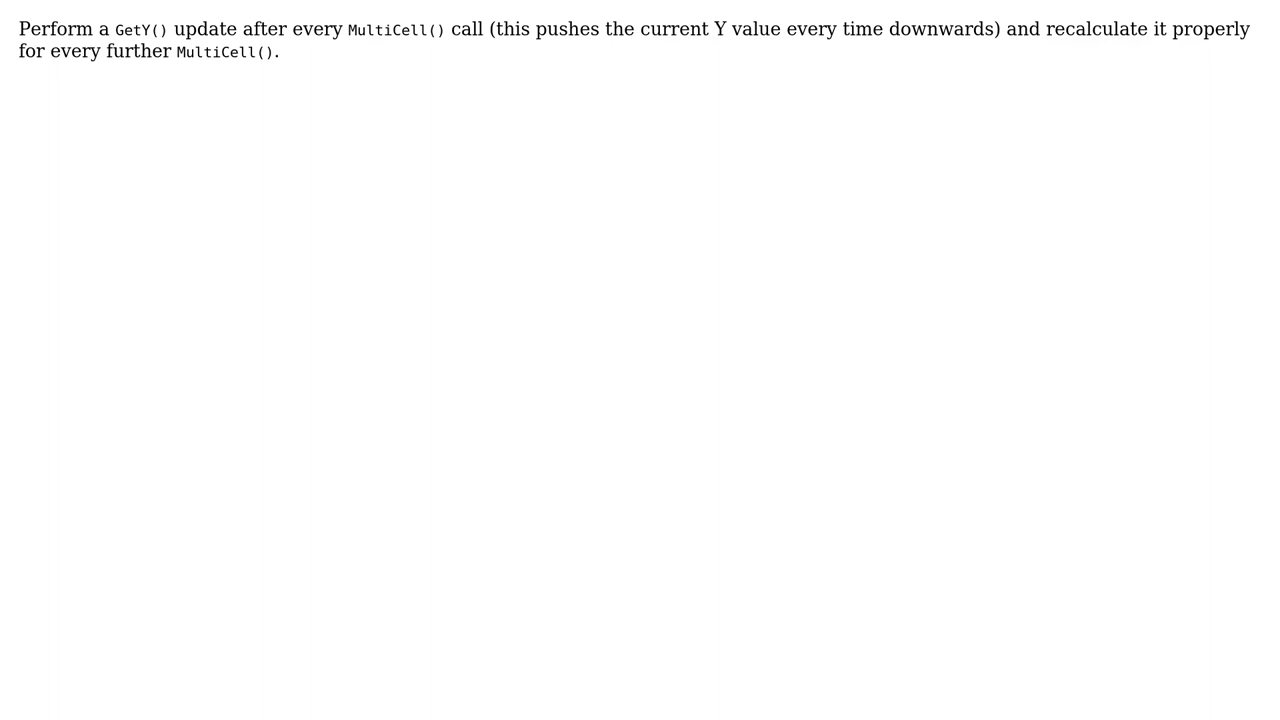 Perform a GetY() update after every MultiCell() call (this pushes the current Y value every time downwards) and recalculate it properly
for every further MultiCell().